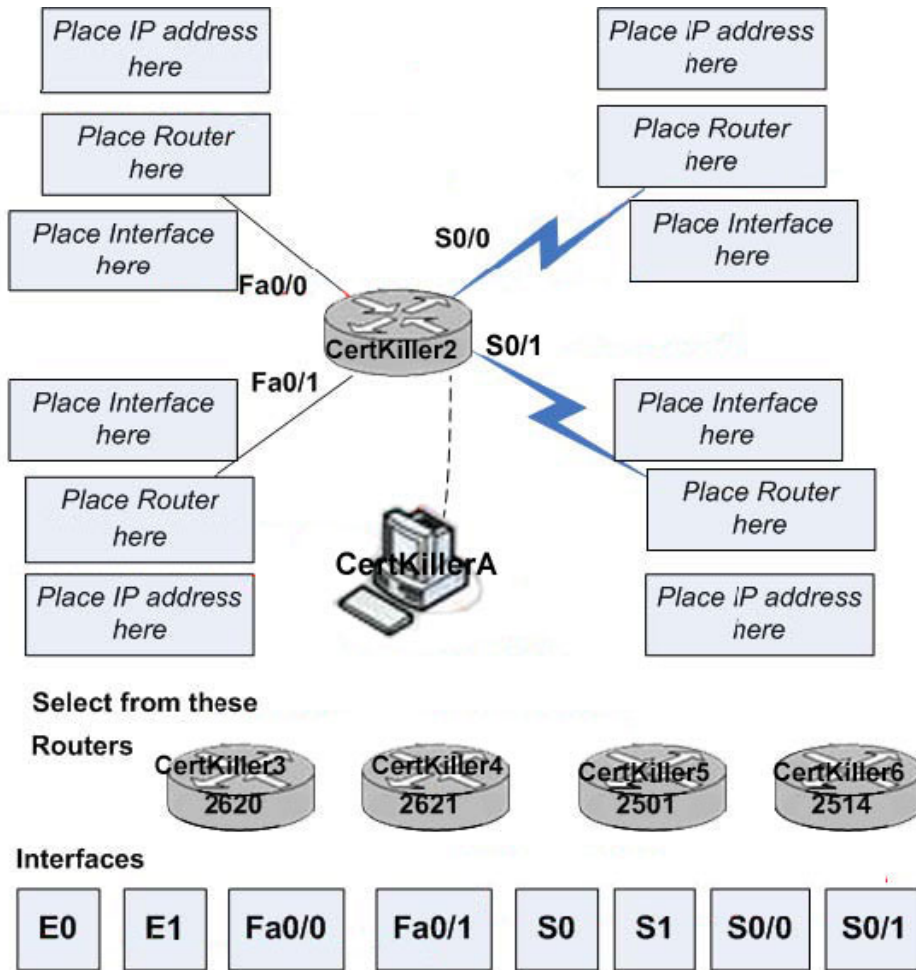 Place IP address
here
Place IP address
here
Place Router
here
Place Router
here
Place Interface
here
Place Interface
here
S0/0
Fa0/0
CertKiller2
S0/1
Fa0/1
Place Interface
here
Place Interface
here
Place Router
here
Place Router
here
CertKillerA
Place IP address
here
Place IP address
here
Select from these
Routers
CertKiller3
2620
CertKiller4
2621
CertKiller5
2501
CertKiller6
2514
Interfaces
E0
E1
Fa0/0
Fa0/1
S0
S1
S0/0
S0/1